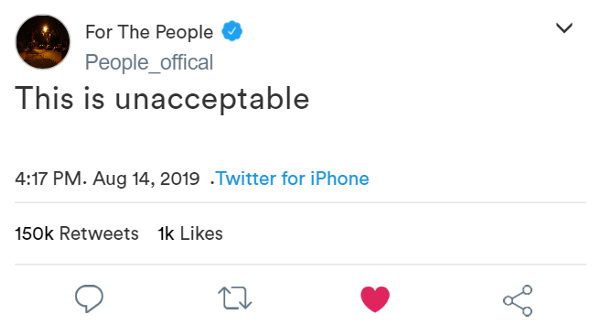 For The People
People_offical
This is unacceptable
4:17 PM. Aug 14, 2019 .Twitter for iPhone
150k Retweets 1k Likes